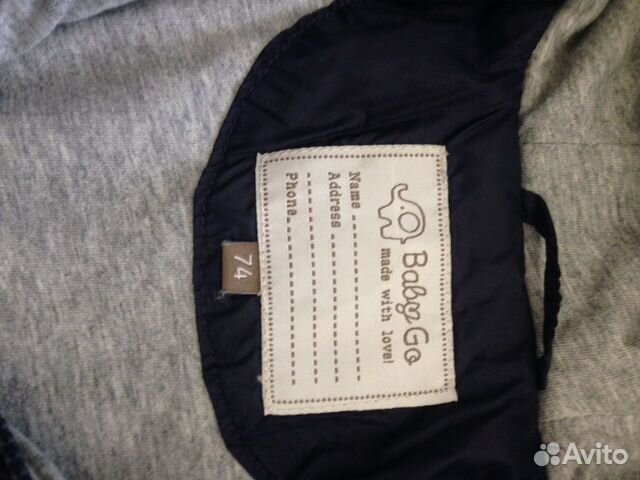 Baby Go
made with love!
Name
Address
Phone
74
Avito